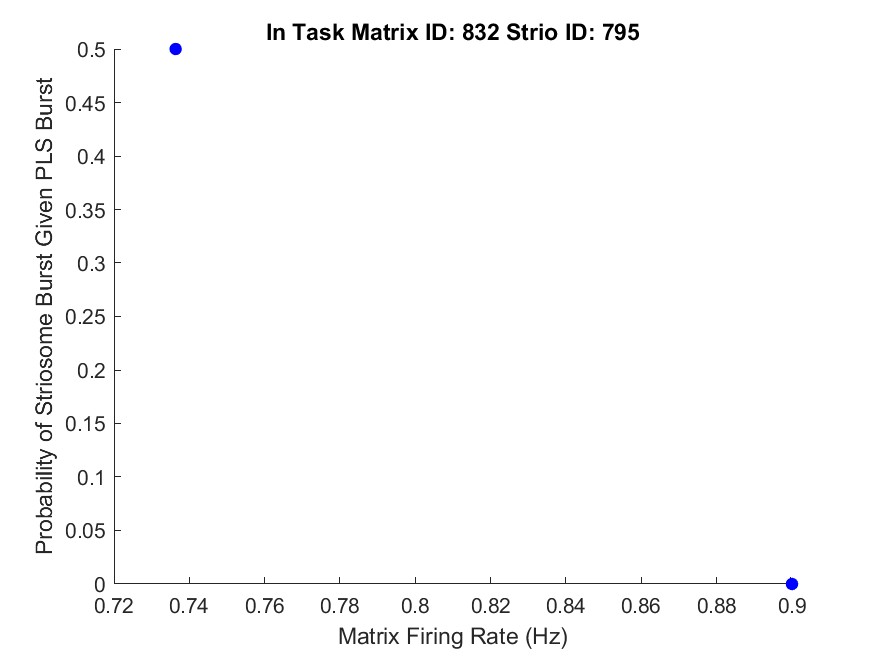 In Task Matrix ID: 832 Strio ID: 795
Probability of Striosome Burst Given PLS Burst
0.5
0.45
0.4
0.35
0.3
0.25
0.2
0.15
0.1
0.05
0
0.72 0.74 0.76 0.78 0.8 0.82 0.84 0.86 0.88 0.9
Matrix Firing Rate (Hz)